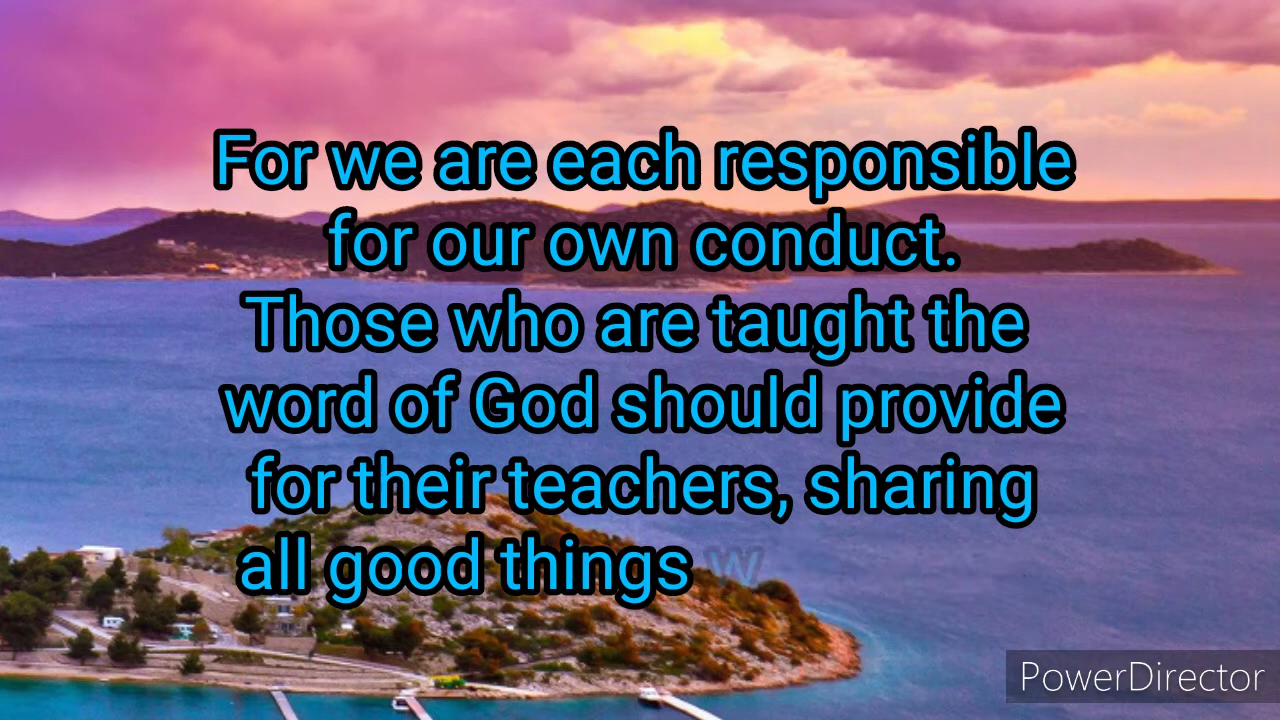 For we are each responsible
for our own conduct.
Those who are taught the
word of God should provide
for their teachers, sharing
all good things w
PowerDirector